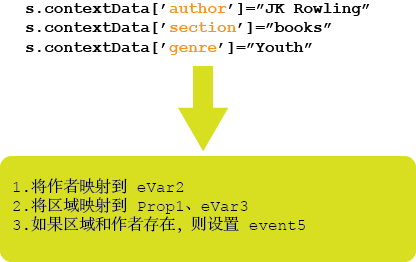 s.contextData['author']="JK Rowling"
s.contextData['section']="books"
s.contextData['genre']="Youth"
1.将作者映射到 eVar2
2.将区域映射到 Prop1、eVar3
3.如果区域和作者存在，则设置 event5